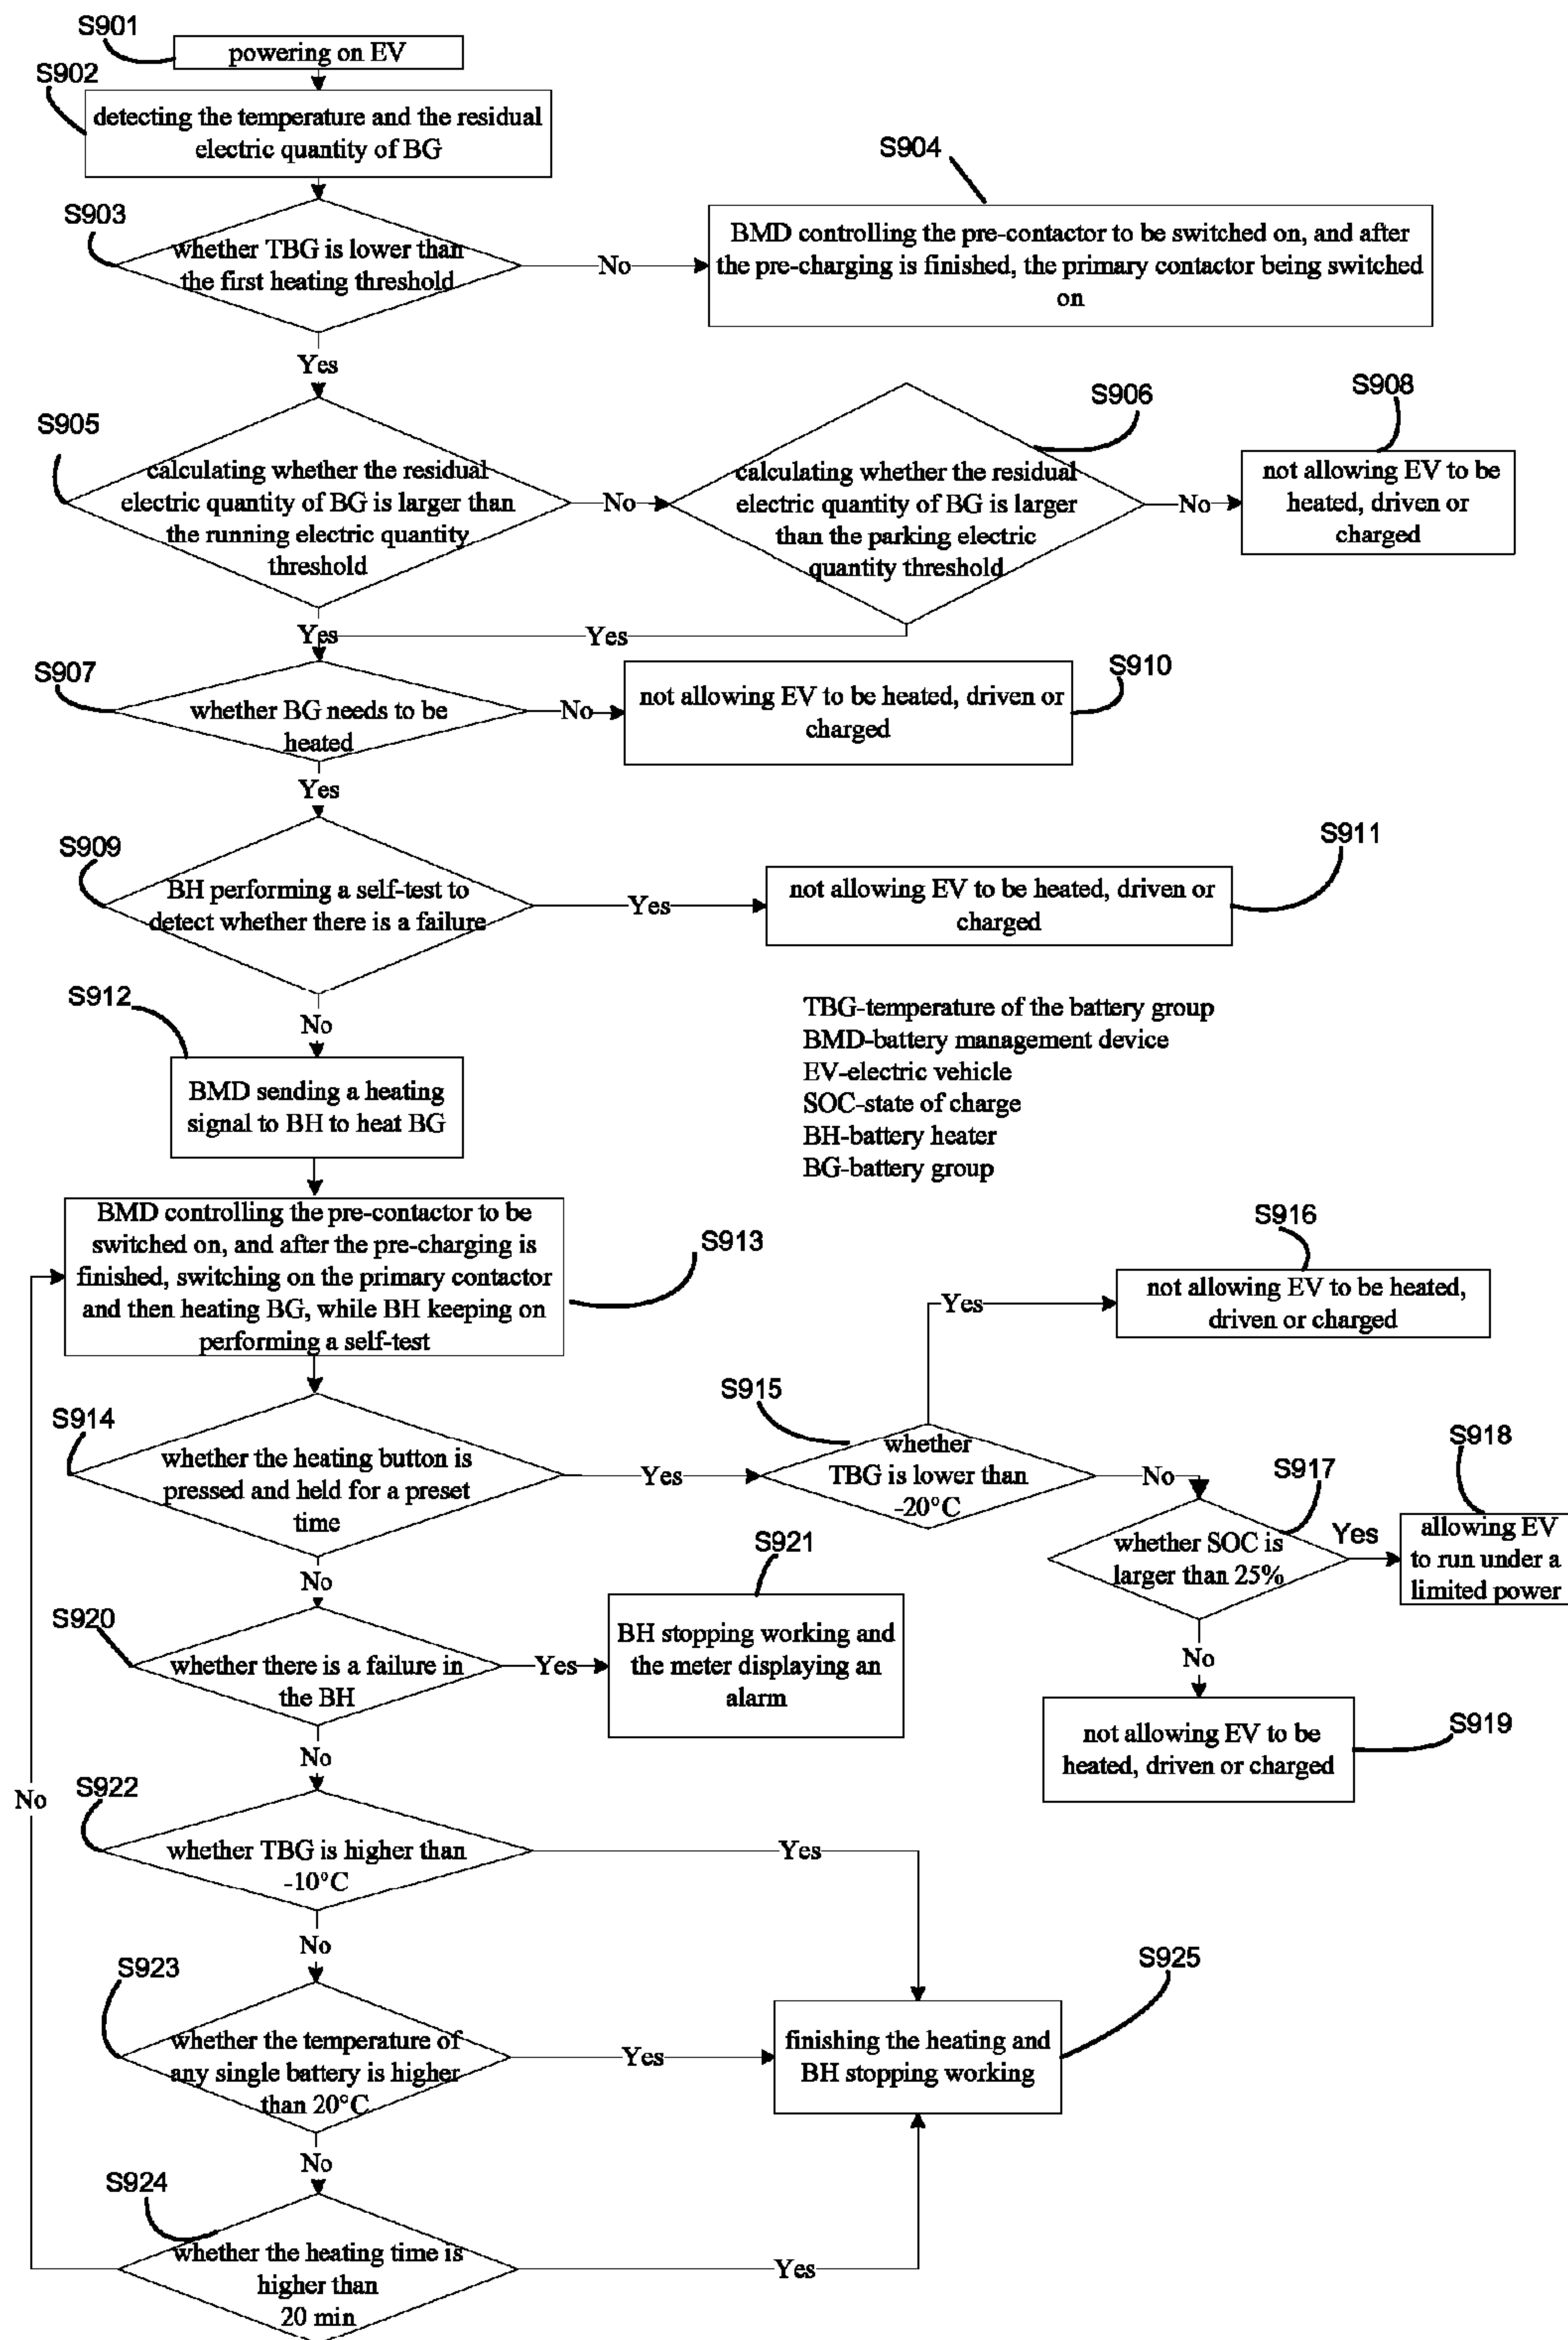 S901
powering on EV
S902
detecting the temperature and the residual
electric quantity of BG
S903
whether TBG is lower than
the first heating threshold
No
S904
BMD controlling the pre-contactor to be switched on, and after
the pre-charging is finished, the primary contactor being switched
on
Yes
S905
calculating whether the residual
electric quantity of BG is larger than
the running electric quantity
threshold
No
S906
calculating whether the residual
electric quantity of BG is larger
than the parking electric
quantity threshold
No
S908
not allowing EV to be
heated, driven or
charged
Yes
Yes
S907
whether BG needs to be
heated
No
S910
not allowing EV to be heated, driven or
charged
Yes
S909
BH performing a self-test to
detect whether there is a failure
Yes
S911
not allowing EV to be heated, driven or
charged
No
S912
BMD sending a heating
signal to BH to heat BG
TBG-temperature of the battery group
BMD-battery management device
EV-electric vehicle
SOC-state of charge
BH-battery heater
BG-battery group
S913
BMD controlling the pre-contactor to be
switched on, and after the pre-charging is
finished, switching on the primary contactor
and then heating BG, while BH keeping on
performing a self-test
S914
whether the heating button is
pressed and held for a preset
time
Yes
S915
whether
TBG is lower than
-20°C
Yes
S916
not allowing EV to be heated,
driven or charged
No
S917
whether SOC is
larger than 25%
Yes
S918
allowing EV
to run under a
limited power
No
S919
not allowing EV to be
heated, driven or charged
No
S920
whether there is a failure in
the BH
Yes
S921
BH stopping working and
the meter displaying an
alarm
No
S922
whether TBG is higher than
-10°C
Yes
No
S923
whether the temperature of
any single battery is higher
than 20°C
Yes
S925
finishing the heating and
BH stopping working
No
S924
whether the heating time is
higher than
20 min
Yes
No